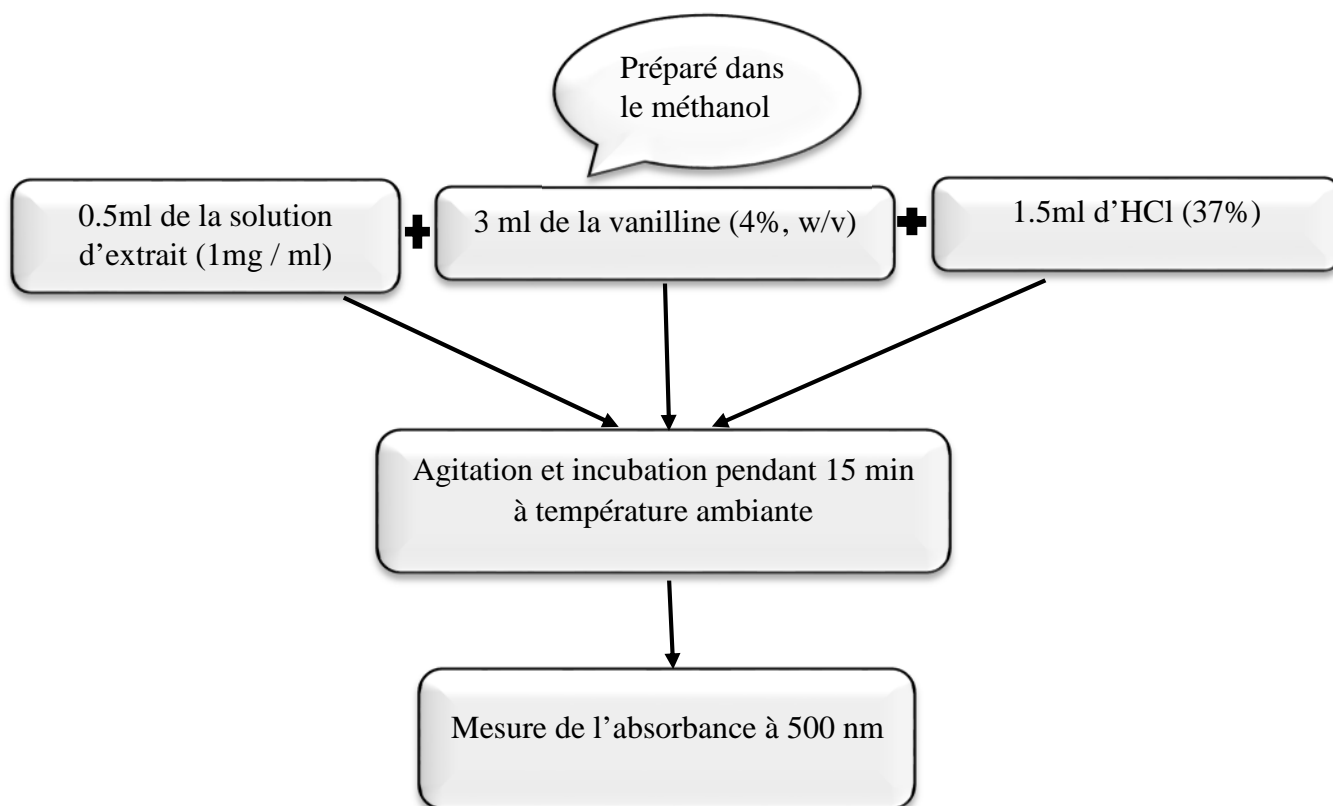 Préparé dans
le méthanol
0.5ml de la solution
d’extrait (1mg / ml)
3 ml de la vanilline (4%, w/v)
1.5ml d’HCl (37%)
Agitation et incubation pendant 15 min
à température ambiante
Mesure de l’absorbance à 500 nm